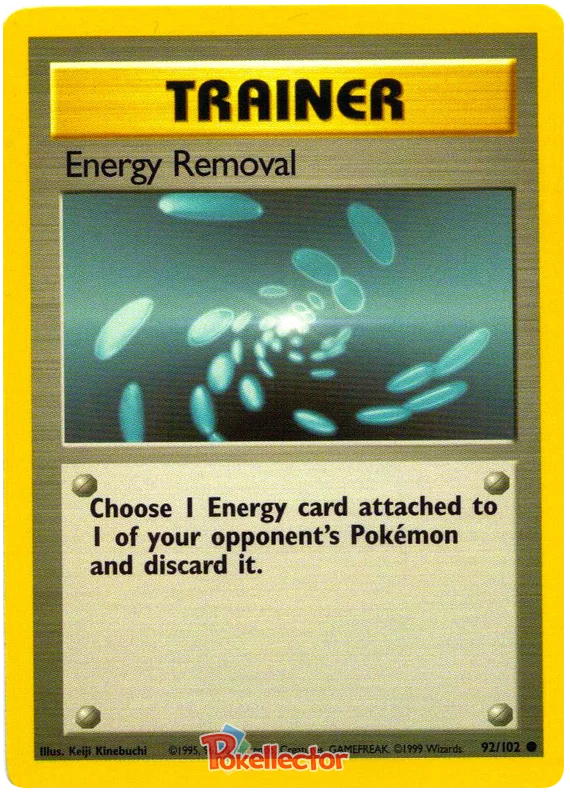 TRAINER
Energy Removal
Choose 1 Energy card attached to
1 of your opponent's Pokémon
and discard it.
Illus. Keiji Kinebuchi ©1995, Creatures, GAMEFREAK. ©1999 Wizards. 92/102
Pokellector